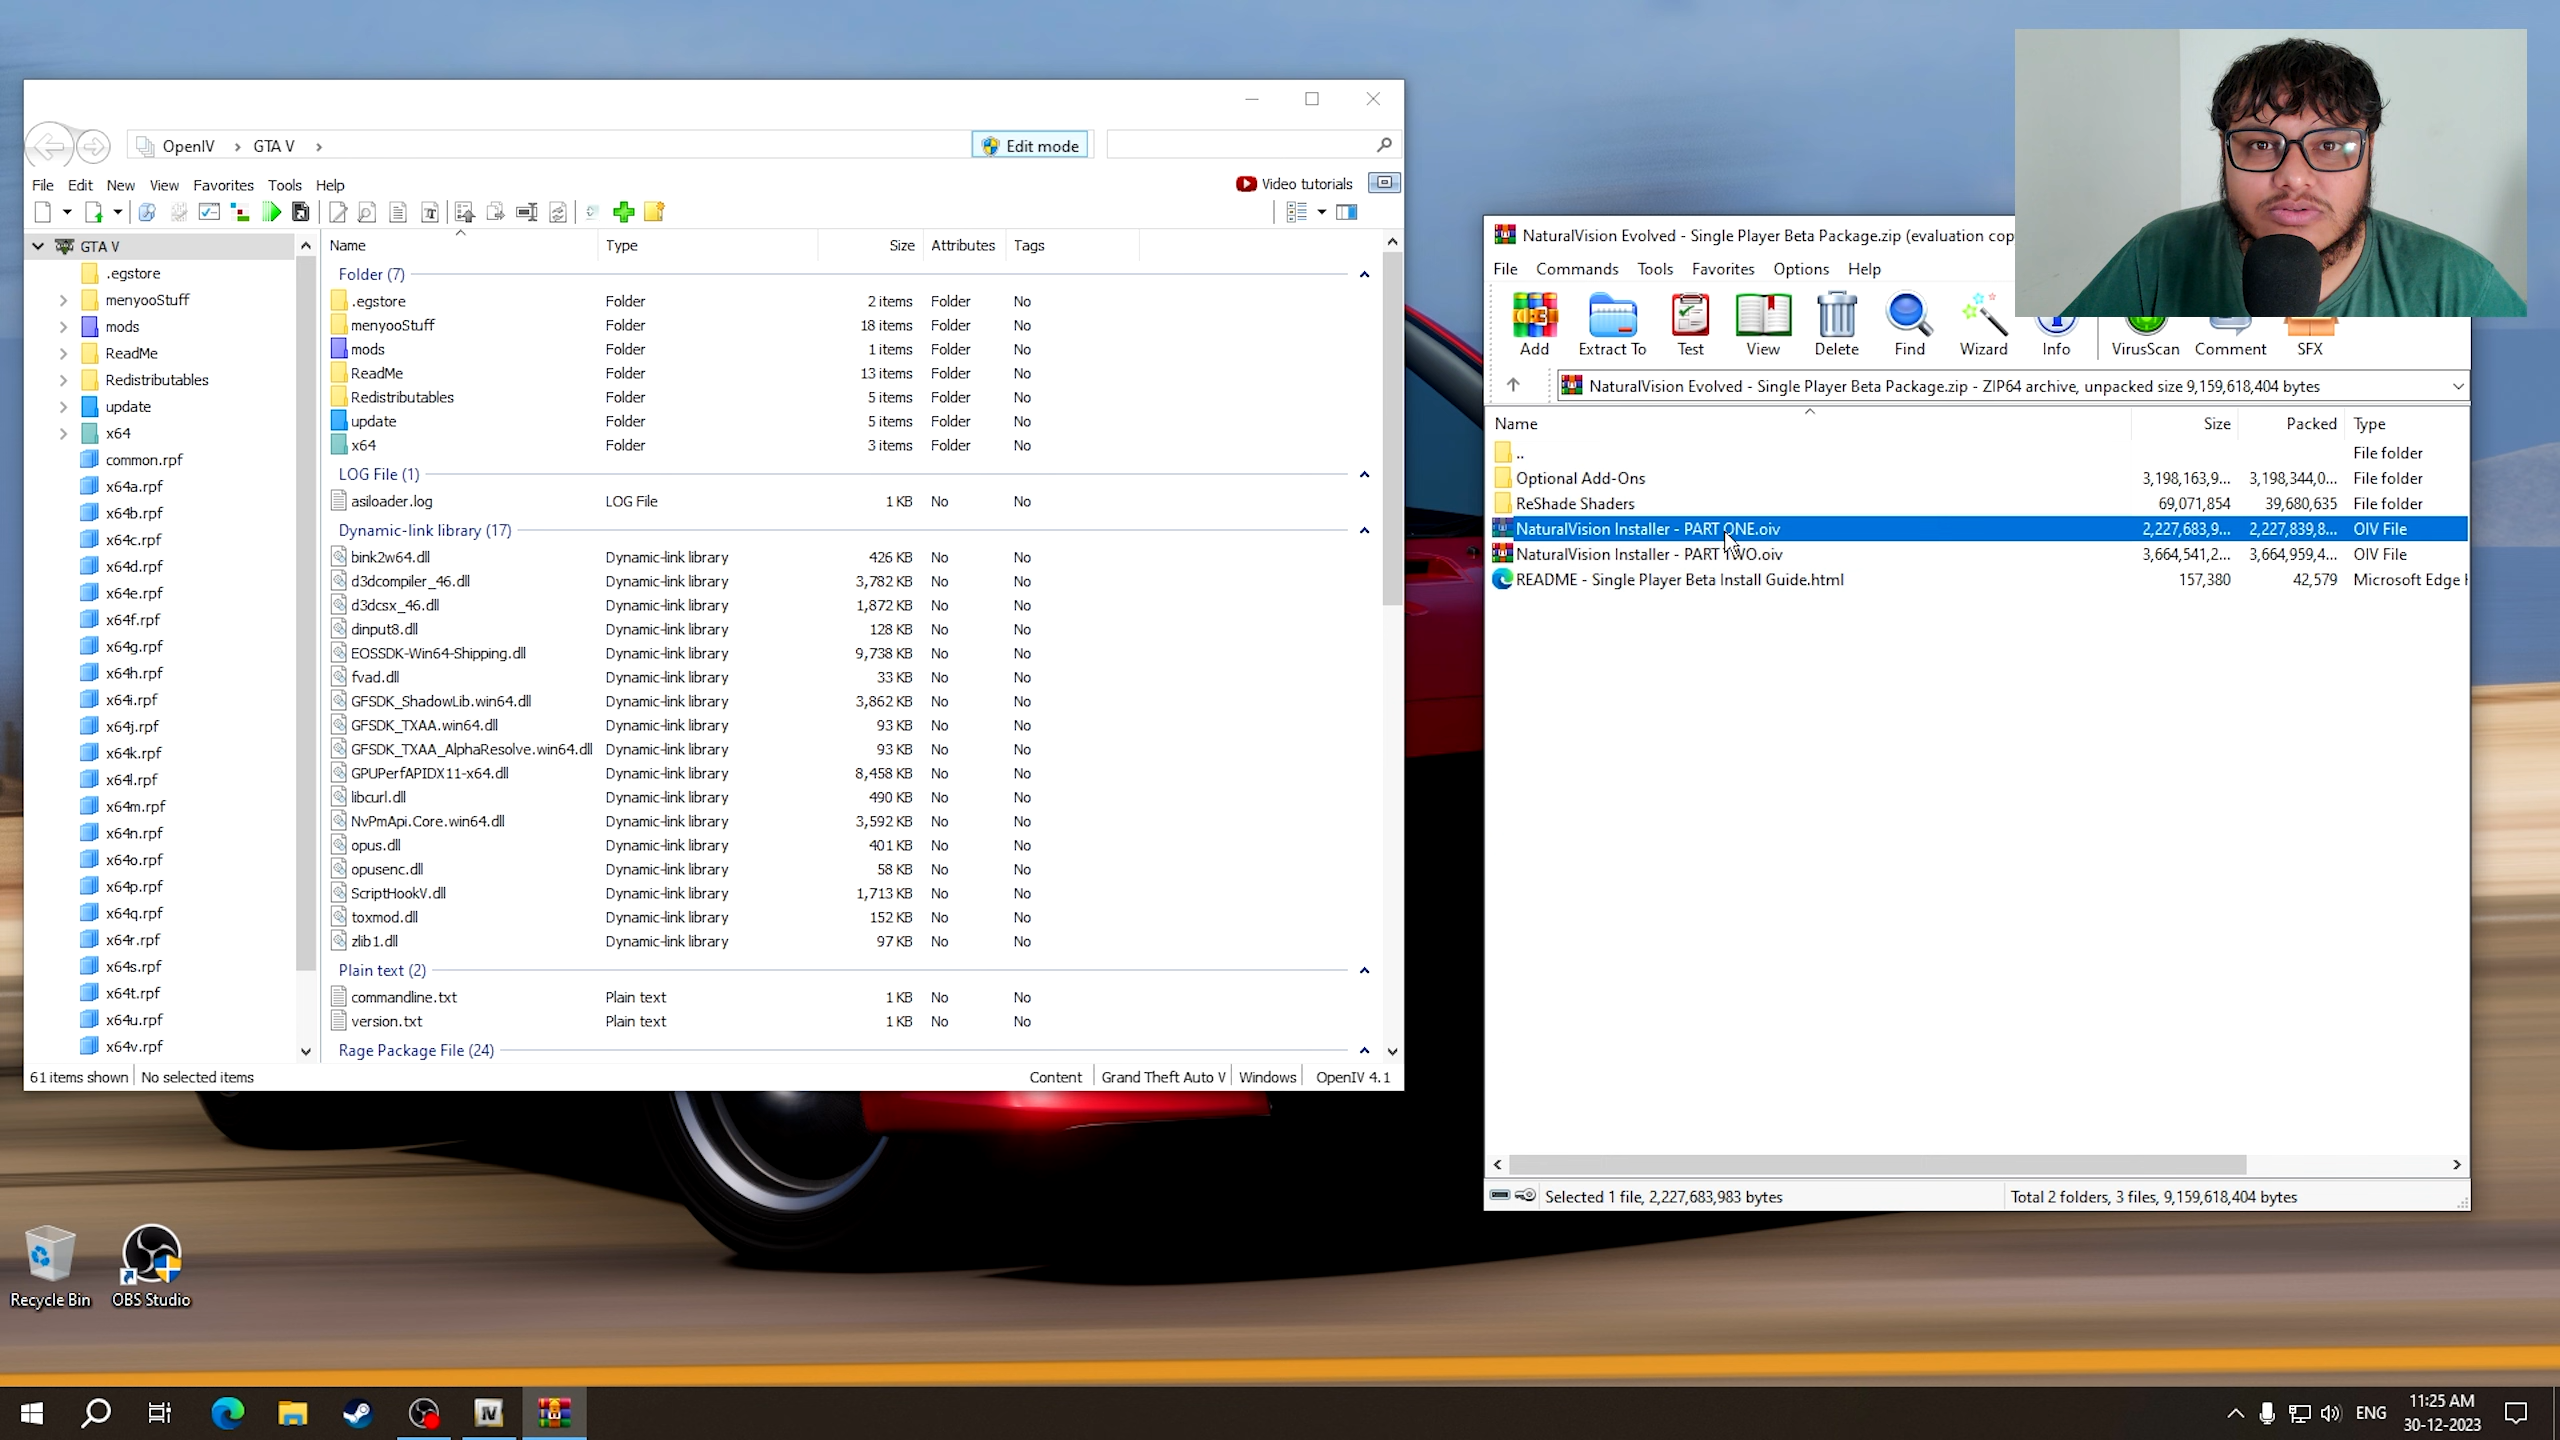 OpenIV
GTA V
Edit mode
File Edit New View Favorites Tools Help
Video tutorials
GTA V
.egstore
menyooStuff
mods
ReadMe
Redistributables
update
x64
common.rpf
x64a.rpf
x64b.rpf
x64c.rpf
x64d.rpf
x64e.rpf
x64f.rpf
x64g.rpf
x64h.rpf
x64i.rpf
x64j.rpf
x64k.rpf
x64l.rpf
x64m.rpf
x64n.rpf
x64o.rpf
x64p.rpf
x64q.rpf
x64r.rpf
x64s.rpf
x64t.rpf
x64u.rpf
x64v.rpf
Name Type Size Attributes Tags
Folder (7)
.egstore Folder 2 items Folder No
menyooStuff Folder 18 items Folder No
mods Folder 1 items Folder No
ReadMe Folder 13 items Folder No
Redistributables Folder 5 items Folder No
update Folder 5 items Folder No
x64 Folder 3 items Folder No
LOG File (1)
asiloader.log LOG File 1 KB No No
Dynamic-link library (17)
bink2w64.dll Dynamic-link library 426 KB No No
d3dcompiler_46.dll Dynamic-link library 3,782 KB No No
d3dcsx_46.dll Dynamic-link library 1,872 KB No No
dinput8.dll Dynamic-link library 128 KB No No
EOSSDK-Win64-Shipping.dll Dynamic-link library 9,738 KB No No
fvad.dll Dynamic-link library 33 KB No No
GFSDK_ShadowLib.win64.dll Dynamic-link library 3,862 KB No No
GFSDK_TXAA.win64.dll Dynamic-link library 93 KB No No
GFSDK_TXAA_AlphaResolve.win64.dll Dynamic-link library 93 KB No No
GPUPerfAPIDX11-x64.dll Dynamic-link library 8,458 KB No No
libcurl.dll Dynamic-link library 490 KB No No
NvPmApi.Core.win64.dll Dynamic-link library 3,592 KB No No
opus.dll Dynamic-link library 401 KB No No
opusenc.dll Dynamic-link library 58 KB No No
ScriptHookV.dll Dynamic-link library 1,713 KB No No
toxmod.dll Dynamic-link library 152 KB No No
zlib1.dll Dynamic-link library 97 KB No No
Plain text (2)
commandline.txt Plain text 1 KB No No
version.txt Plain text 1 KB No No
Rage Package File (24)
61 items shown No selected items Content Grand Theft Auto V Windows OpenIV 4.1
NaturalVision Evolved - Single Player Beta Package.zip (evaluation cop
File Commands Tools Favorites Options Help
Add Extract To Test View Delete Find Wizard Info VirusScan Comment SFX
NaturalVision Evolved - Single Player Beta Package.zip - ZIP64 archive, unpacked size 9,159,618,404 bytes
Name Size Packed Type
.. File folder
Optional Add-Ons 3,198,163,9... 3,198,344,0... File folder
ReShade Shaders 69,071,854 39,680,635 File folder
NaturalVision Installer - PART ONE.oiv 2,227,683,9... 2,227,839,8... OIV File
NaturalVision Installer - PART TWO.oiv 3,664,541,2... 3,664,959,4... OIV File
README - Single Player Beta Install Guide.html 157,380 42,579 Microsoft Edge
Selected 1 file, 2,227,683,983 bytes Total 2 folders, 3 files, 9,159,618,404 bytes
Recycle Bin
OBS Studio
IV
ENG
11:25 AM
30-12-2023